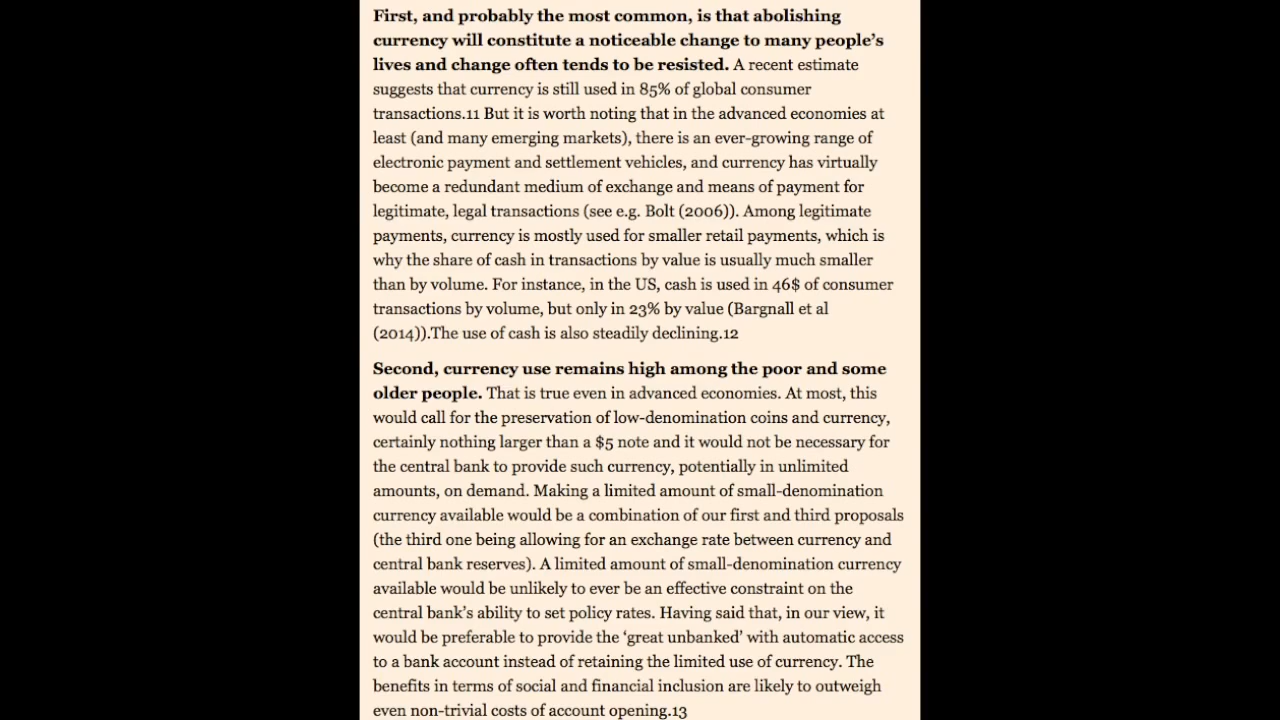 First, and probably the most common, is that abolishing
currency will constitute a noticeable change to many people’s
lives and change often tends to be resisted. A recent estimate
suggests that currency is still used in 85% of global consumer
transactions.11 But it is worth noting that in the advanced economies at
least (and many emerging markets), there is an ever-growing range of
electronic payment and settlement vehicles, and currency has virtually
become a redundant medium of exchange and means of payment for
legitimate, legal transactions (see e.g. Bolt (2006)). Among legitimate
payments, currency is mostly used for smaller retail payments, which is
why the share of cash in transactions by value is usually much smaller
than by volume. For instance, in the US, cash is used in 46$ of consumer
transactions by volume, but only in 23% by value (Bargnall et al
(2014)).The use of cash is also steadily declining.12
Second, currency use remains high among the poor and some
older people. That is true even in advanced economies. At most, this
would call for the preservation of low-denomination coins and currency,
certainly nothing larger than a $5 note and it would not be necessary for
the central bank to provide such currency, potentially in unlimited
amounts, on demand. Making a limited amount of small-denomination
currency available would be a combination of our first and third proposals
(the third one being allowing for an exchange rate between currency and
central bank reserves). A limited amount of small-denomination currency
available would be unlikely to ever be an effective constraint on the
central bank’s ability to set policy rates. Having said that, in our view, it
would be preferable to provide the ‘great unbanked’ with automatic access
to a bank account instead of retaining the limited use of currency. The
benefits in terms of social and financial inclusion are likely to outweigh
even non-trivial costs of account opening.13